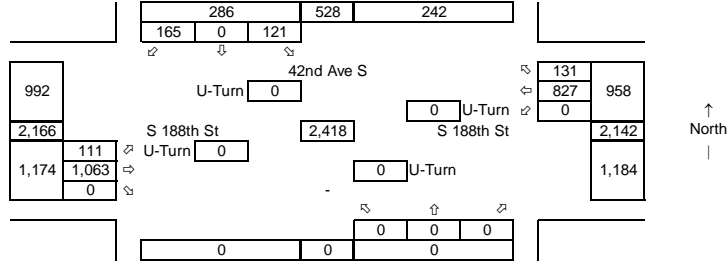 286 528 242
165 0 121
42nd Ave S
131
992 U-Turn 0 827 958
0 U-Turn 0
2,166 S 188th St 2,418 S 188th St 2,142
↑
North
|
111 U-Turn 0
1,174 1,063 0 U-Turn 1,184
0 -
0 0 0
0 0 0